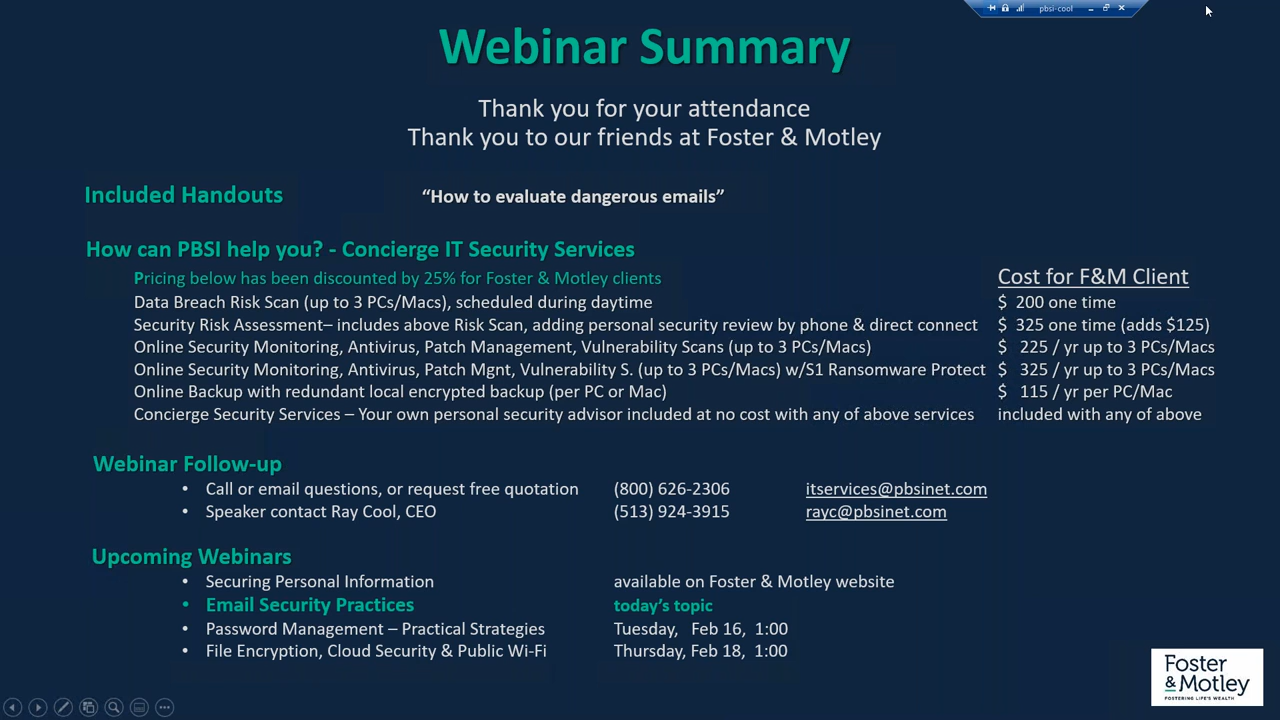 pbsi-cool
Webinar Summary
Thank you for your attendance
Thank you to our friends at Foster & Motley
Included Handouts “How to evaluate dangerous emails”
How can PBSI help you? - Concierge IT Security Services
Pricing below has been discounted by 25% for Foster & Motley clients Cost for F&M Client
Data Breach Risk Scan (up to 3 PCs/Macs), scheduled during daytime $ 200 one time
Security Risk Assessment– includes above Risk Scan, adding personal security review by phone & direct connect $ 325 one time (adds $125)
Online Security Monitoring, Antivirus, Patch Management, Vulnerability Scans (up to 3 PCs/Macs) $ 225 / yr up to 3 PCs/Macs
Online Security Monitoring, Antivirus, Patch Mgnt, Vulnerability S. (up to 3 PCs/Macs) w/S1 Ransomware Protect $ 325 / yr up to 3 PCs/Macs
Online Backup with redundant local encrypted backup (per PC or Mac) $ 115 / yr per PC/Mac
Concierge Security Services – Your own personal security advisor included at no cost with any of above services included with any of above
Webinar Follow-up
• Call or email questions, or request free quotation (800) 626-2306 itservices@pbsinet.com
• Speaker contact Ray Cool, CEO (513) 924-3915 rayc@pbsinet.com
Upcoming Webinars
• Securing Personal Information available on Foster & Motley website
• Email Security Practices today’s topic
• Password Management – Practical Strategies Tuesday, Feb 16, 1:00
• File Encryption, Cloud Security & Public Wi-Fi Thursday, Feb 18, 1:00
Foster
& Motley
FOSTERING LIFE'S WEALTH